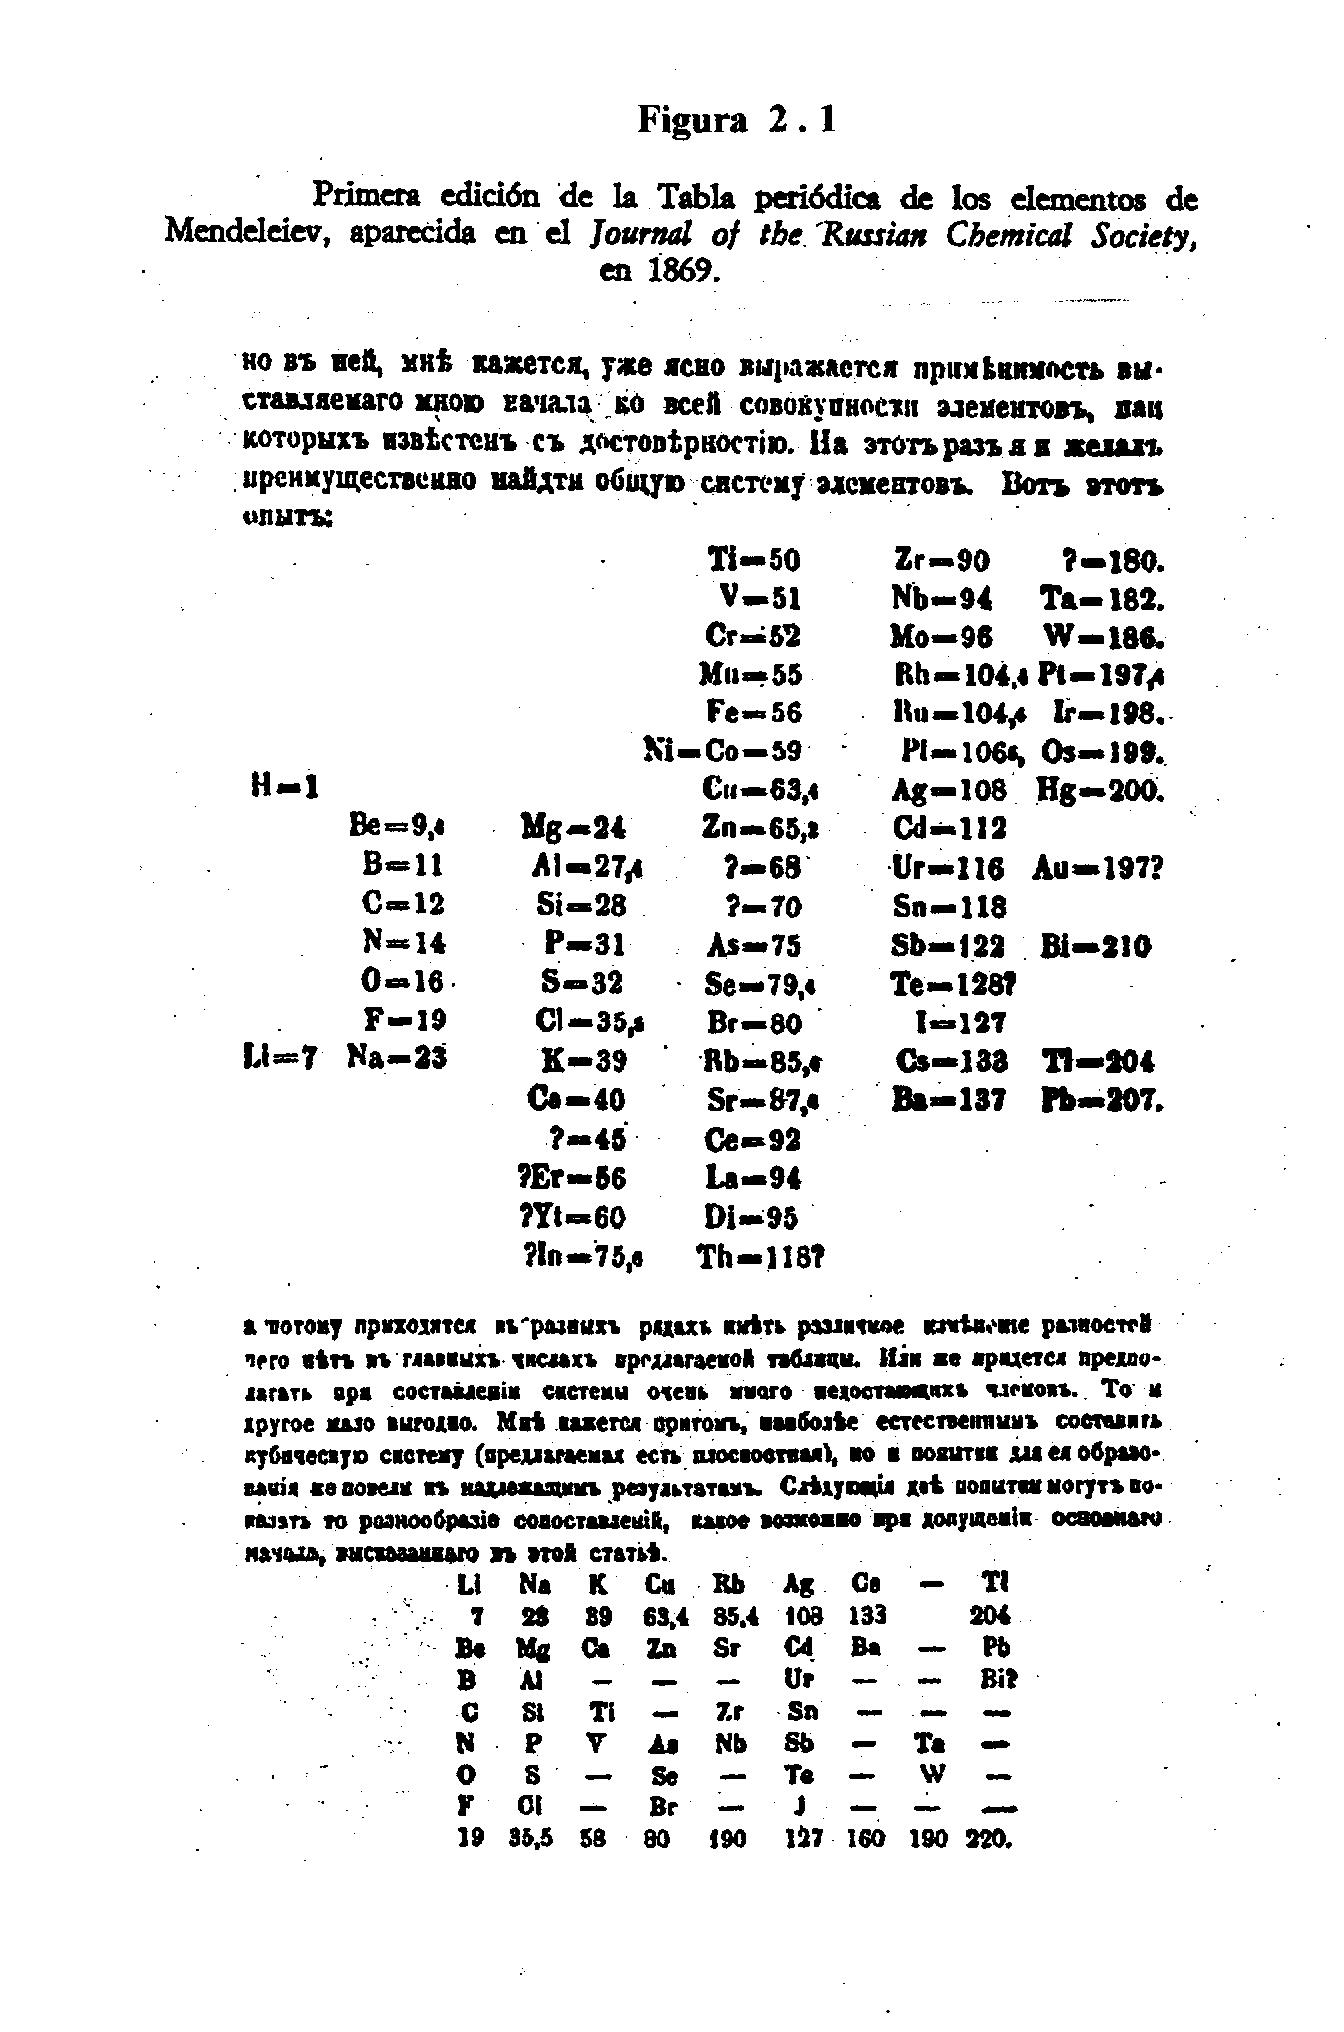 Figura 2.1
Primera edición de la Tabla periódica de los elementos de
Mendeleiev, aparecida en el Journal of the Russian Chemical Society,
en 1869.
но въ ней, мнѣ кажется, уже ясно выражается примѣнимость вы-
ставляемаго мною начала ко всей совокупности элементовъ, пай
которыхъ извѣстенъ съ достовѣрностію. На этотъ разъ я и желалъ
преимущественно найдти общую систему элементовъ. Вотъ этотъ
опытъ:
Ti=50 Zr=90 ?=180.
V=51 Nb=94 Ta=182.
Cr=52 Mo=96 W=186.
Mn=55 Rh=104,4 Pt=197,4
Fe=56 Ru=104,4 Ir=198.
Ni=Co=59 Pl=106,6, Os=199.
H=1 Cu=63,4 Ag=108 Hg=200.
Be=9,4 Mg=24 Zn=65,2 Cd=112
B=11 Al=27,4 ?=68 Ur=116 Au=197?
C=12 Si=28 ?=70 Sn=118
N=14 P=31 As=75 Sb=122 Bi=210
O=16 S=32 Se=79,4 Te=128?
F=19 Cl=35,5 Br=80 I=127
Li=7 Na=23 K=39 Rb=85,4 Cs=133 Tl=204
Ca=40 Sr=87,6 Ba=137 Pb=207.
?=45 Ce=92
?Er=56 La=94
?Yt=60 Di=95
?In=75,6 Th=118?
а потому приходится въ разныхъ рядахъ имѣть различное измѣненіе разностей
чего нѣтъ въ главныхъ числахъ предлагаемой таблицы. Или же придется предпо-
лагать при составленіи системы очень много недостающихъ членовъ. То и
другое мало выгодно. Мнѣ кажется притомъ, наиболѣе естественнымъ составить
кубическую систему (предлагаемая есть плоскостная), но и попытки для ея образо-
ванія не повели къ надлежащимъ результатамъ. Слѣдующія двѣ попытки могутъ по-
казать то разнообразіе сопоставленій, какое возможно при допущеніи основнаго
начала, высказаннаго въ этой статьѣ.
Li Na K Cu Rb Ag Cs — Tl
7 23 39 63,4 85,4 108 133 204
Be Mg Ca Zn Sr Cd Ba — Pb
B Al — — — Ur — — Bi?
C Si Ti — Zr Sn — — —
N P V As Nb Sb — Ta —
O S — Se — Te — W —
F Cl — Br — J — — —
19 35,5 58 80 190 127 160 190 220.